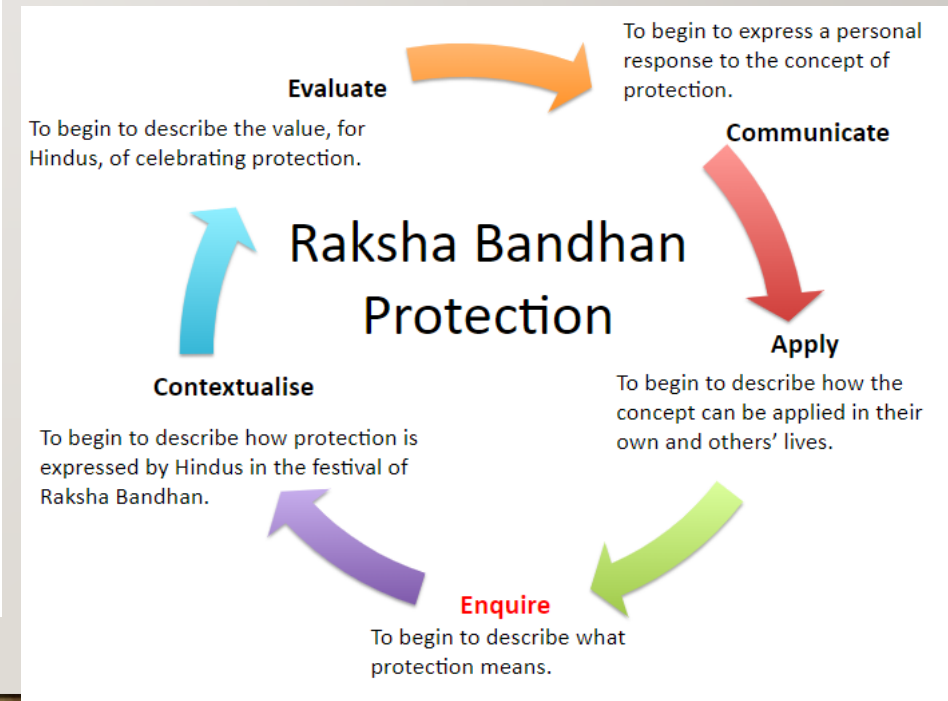 To begin to express a personal
response to the concept of
protection.
Communicate
Evaluate
To begin to describe the value, for
Hindus, of celebrating protection.
Raksha Bandhan
Protection
Apply
To begin to describe how the
concept can be applied in their
own and others’ lives.
Contextualise
To begin to describe how protection is
expressed by Hindus in the festival of
Raksha Bandhan.
Enquire
To begin to describe what
protection means.